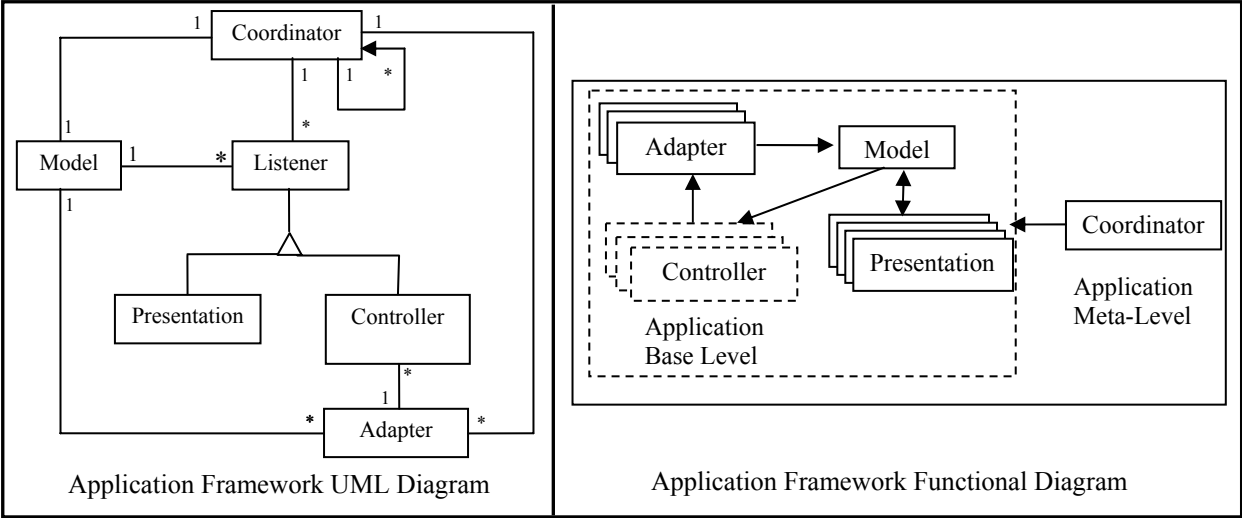 1
Coordinator
1
1
1
*
1
*
Model
1
*
Listener
1
Presentation
Controller
*
1
*
Adapter
*
Application Framework UML Diagram
Adapter
Model
Controller
Presentation
Coordinator
Application
Base Level
Application
Meta-Level
Application Framework Functional Diagram